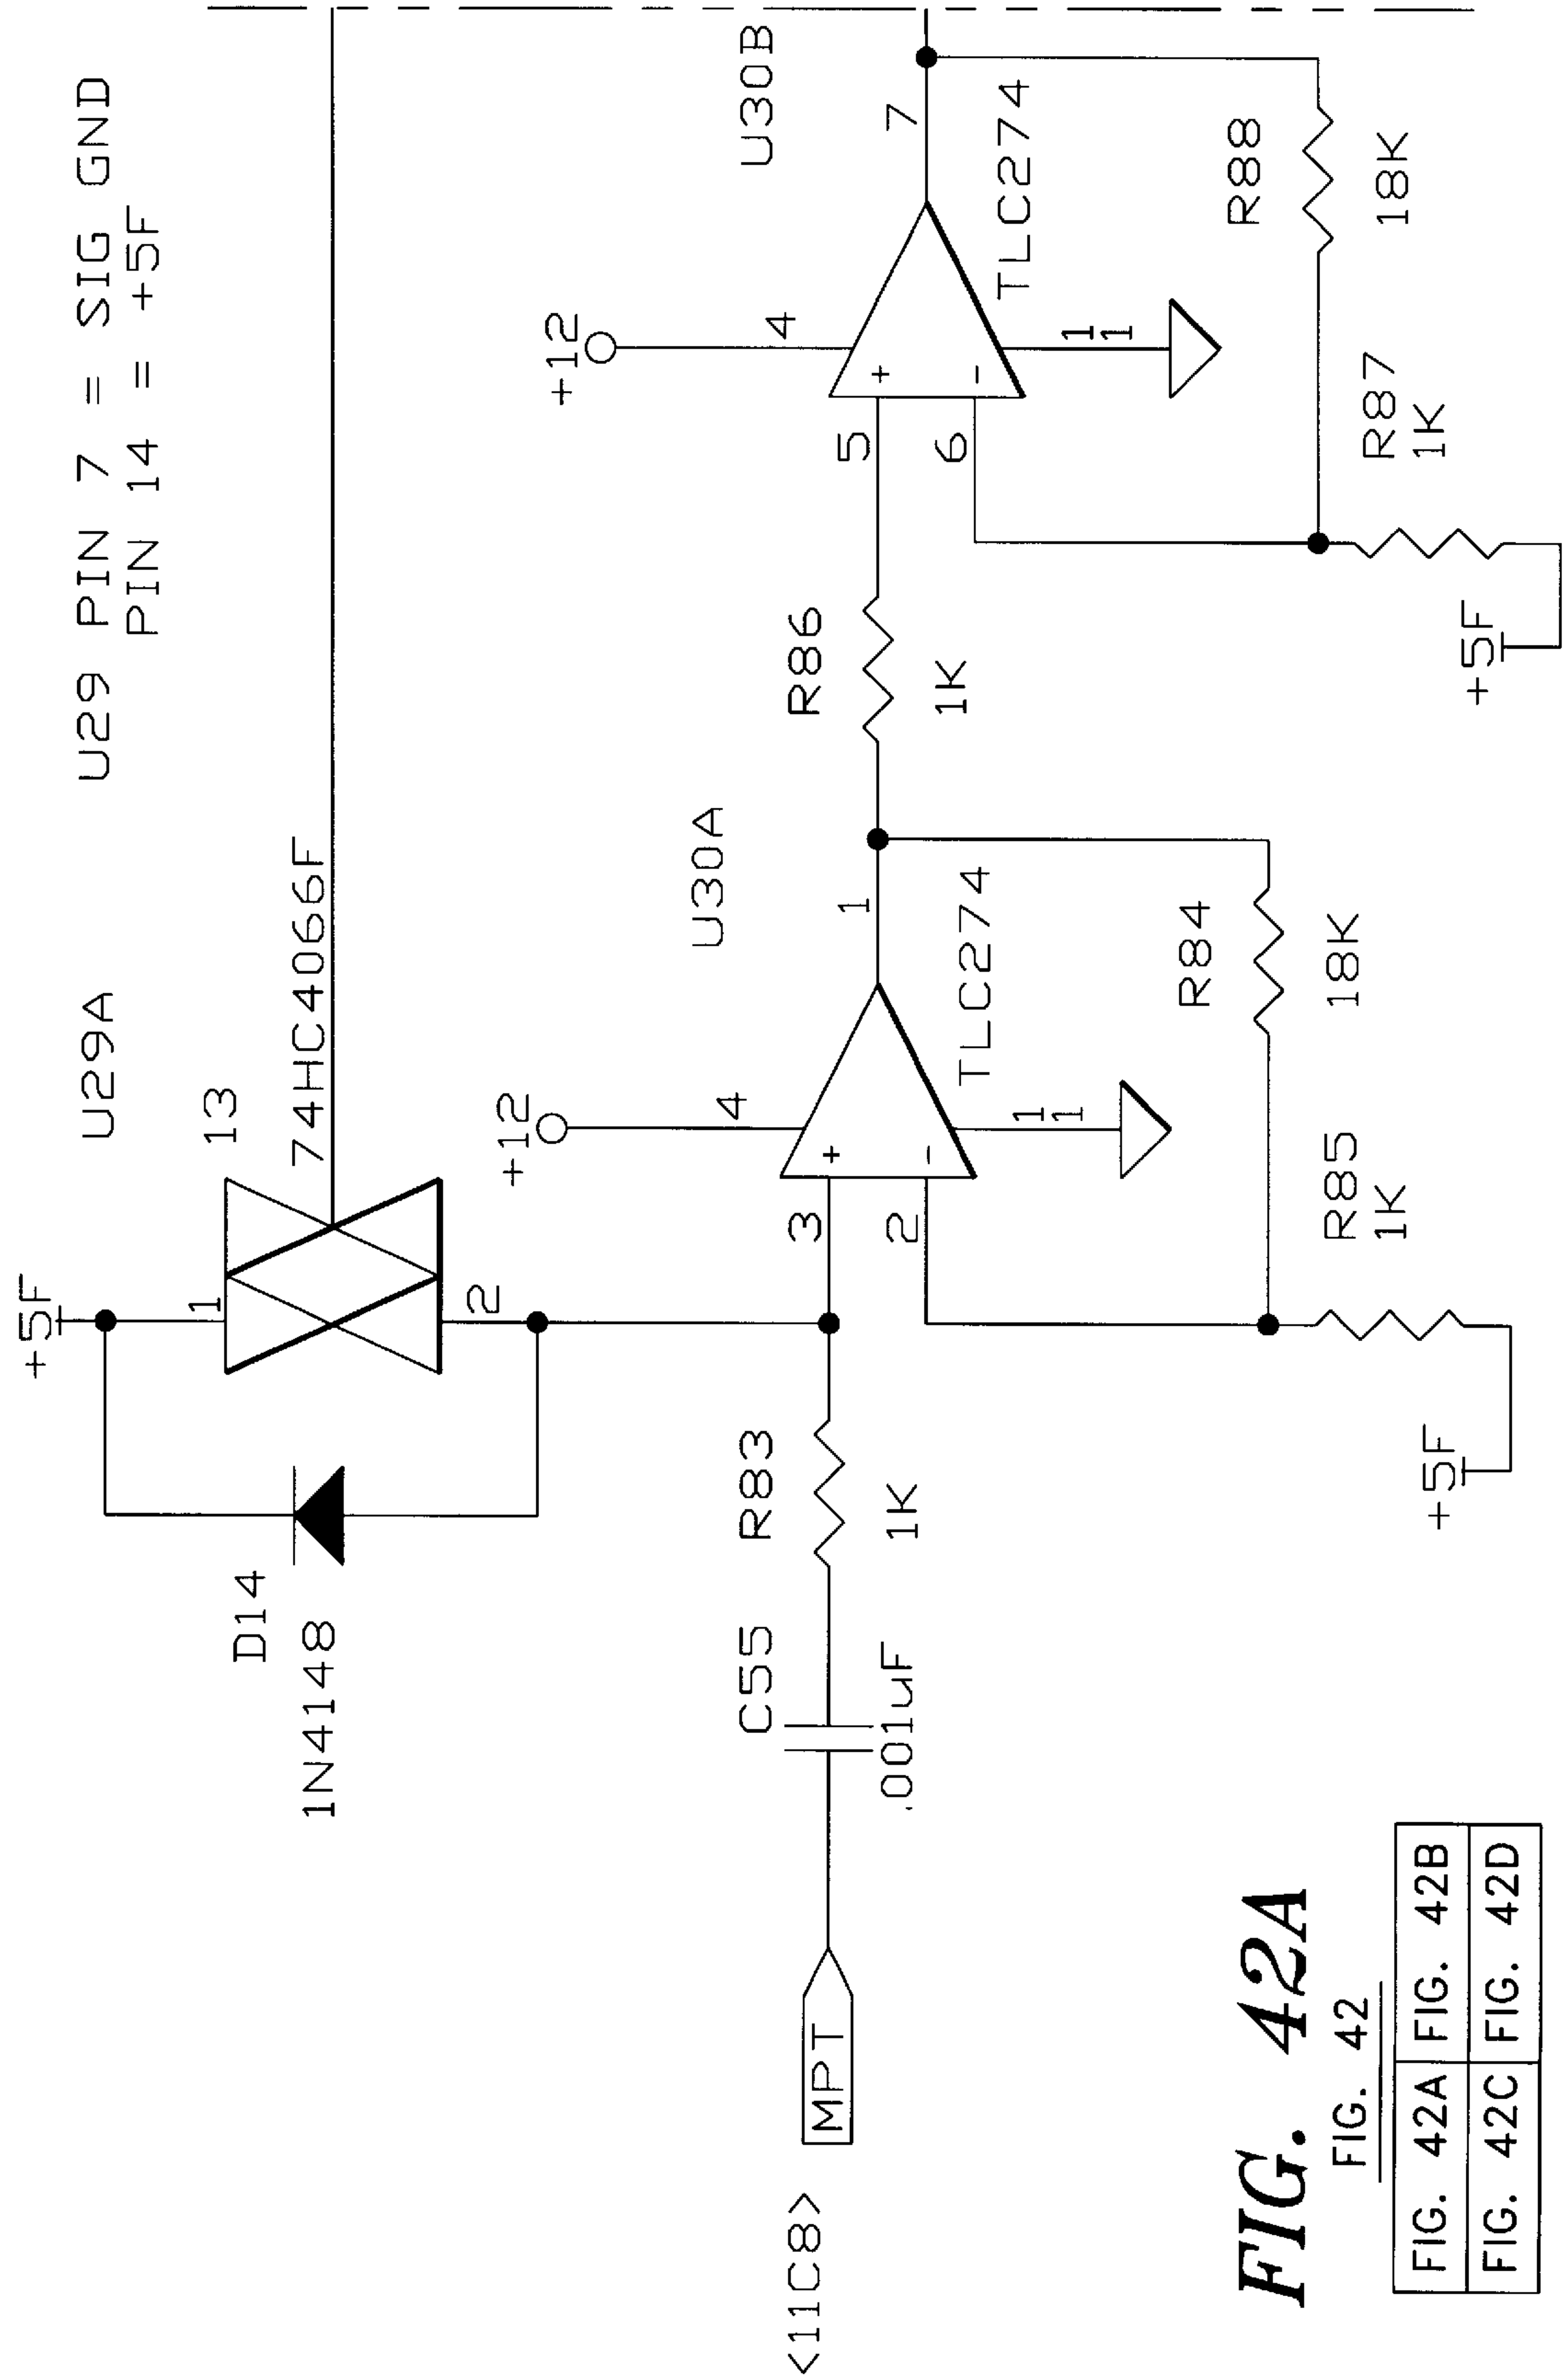 U29 PIN 7 = SIG GND
PIN 14 = +5F
+5F
U29A
1
13
74HC4066F
2
D14
1N4148
+12
4
U30A
+12
4
U30B
<11C8>
MPT
C55
.001uF
R83
1K
3
+
2
-
1
11
TLC274
R86
1K
5
+
6
-
7
11
TLC274
R84
18K
R85
1K
+5F
R88
18K
R87
1K
+5F
FIG. 42A
FIG. 42
FIG. 42A FIG. 42B
FIG. 42C FIG. 42D